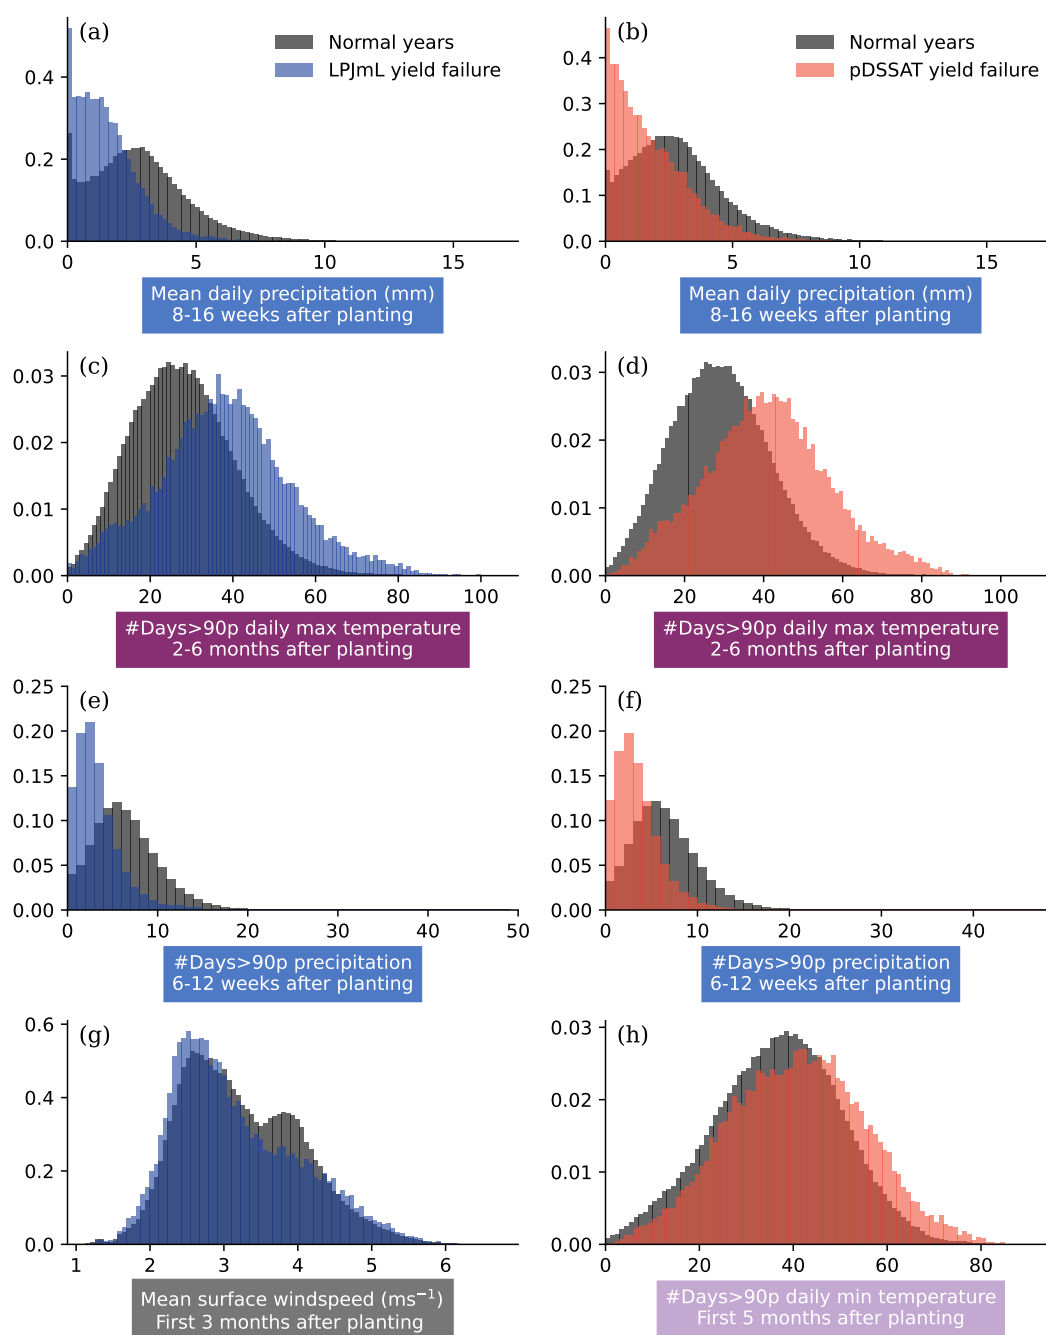 (a)
Normal years
LPJmL yield failure
0.4
0.2
0.0
0 5 10 15
Mean daily precipitation (mm)
8-16 weeks after planting
(b)
Normal years
pDSSAT yield failure
0.4
0.3
0.2
0.1
0.0
0 5 10 15
Mean daily precipitation (mm)
8-16 weeks after planting
(c)
0.03
0.02
0.01
0.00
0 20 40 60 80 100
#Days>90p daily max temperature
2-6 months after planting
(d)
0.03
0.02
0.01
0.00
0 20 40 60 80 100
#Days>90p daily max temperature
2-6 months after planting
(e)
0.25
0.20
0.15
0.10
0.05
0.00
0 10 20 30 40 50
#Days>90p precipitation
6-12 weeks after planting
(f)
0.25
0.20
0.15
0.10
0.05
0.00
0 10 20 30 40
#Days>90p precipitation
6-12 weeks after planting
(g)
0.6
0.4
0.2
0.0
1 2 3 4 5 6
Mean surface windspeed (ms⁻¹)
First 3 months after planting
(h)
0.03
0.02
0.01
0.00
0 20 40 60 80
#Days>90p daily min temperature
First 5 months after planting